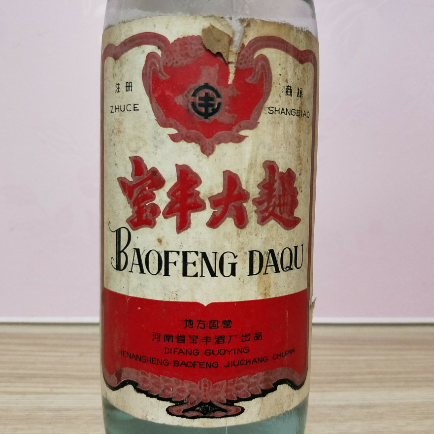 注册 商标
ZHUCE SHANGBIAO
宝丰大麯
BAOFENG DAQU
地方国营
河南省宝丰酒厂出品
DIFANG GUOYING
HENANSHENG BAOFENG JIUCHANG CHUPIN